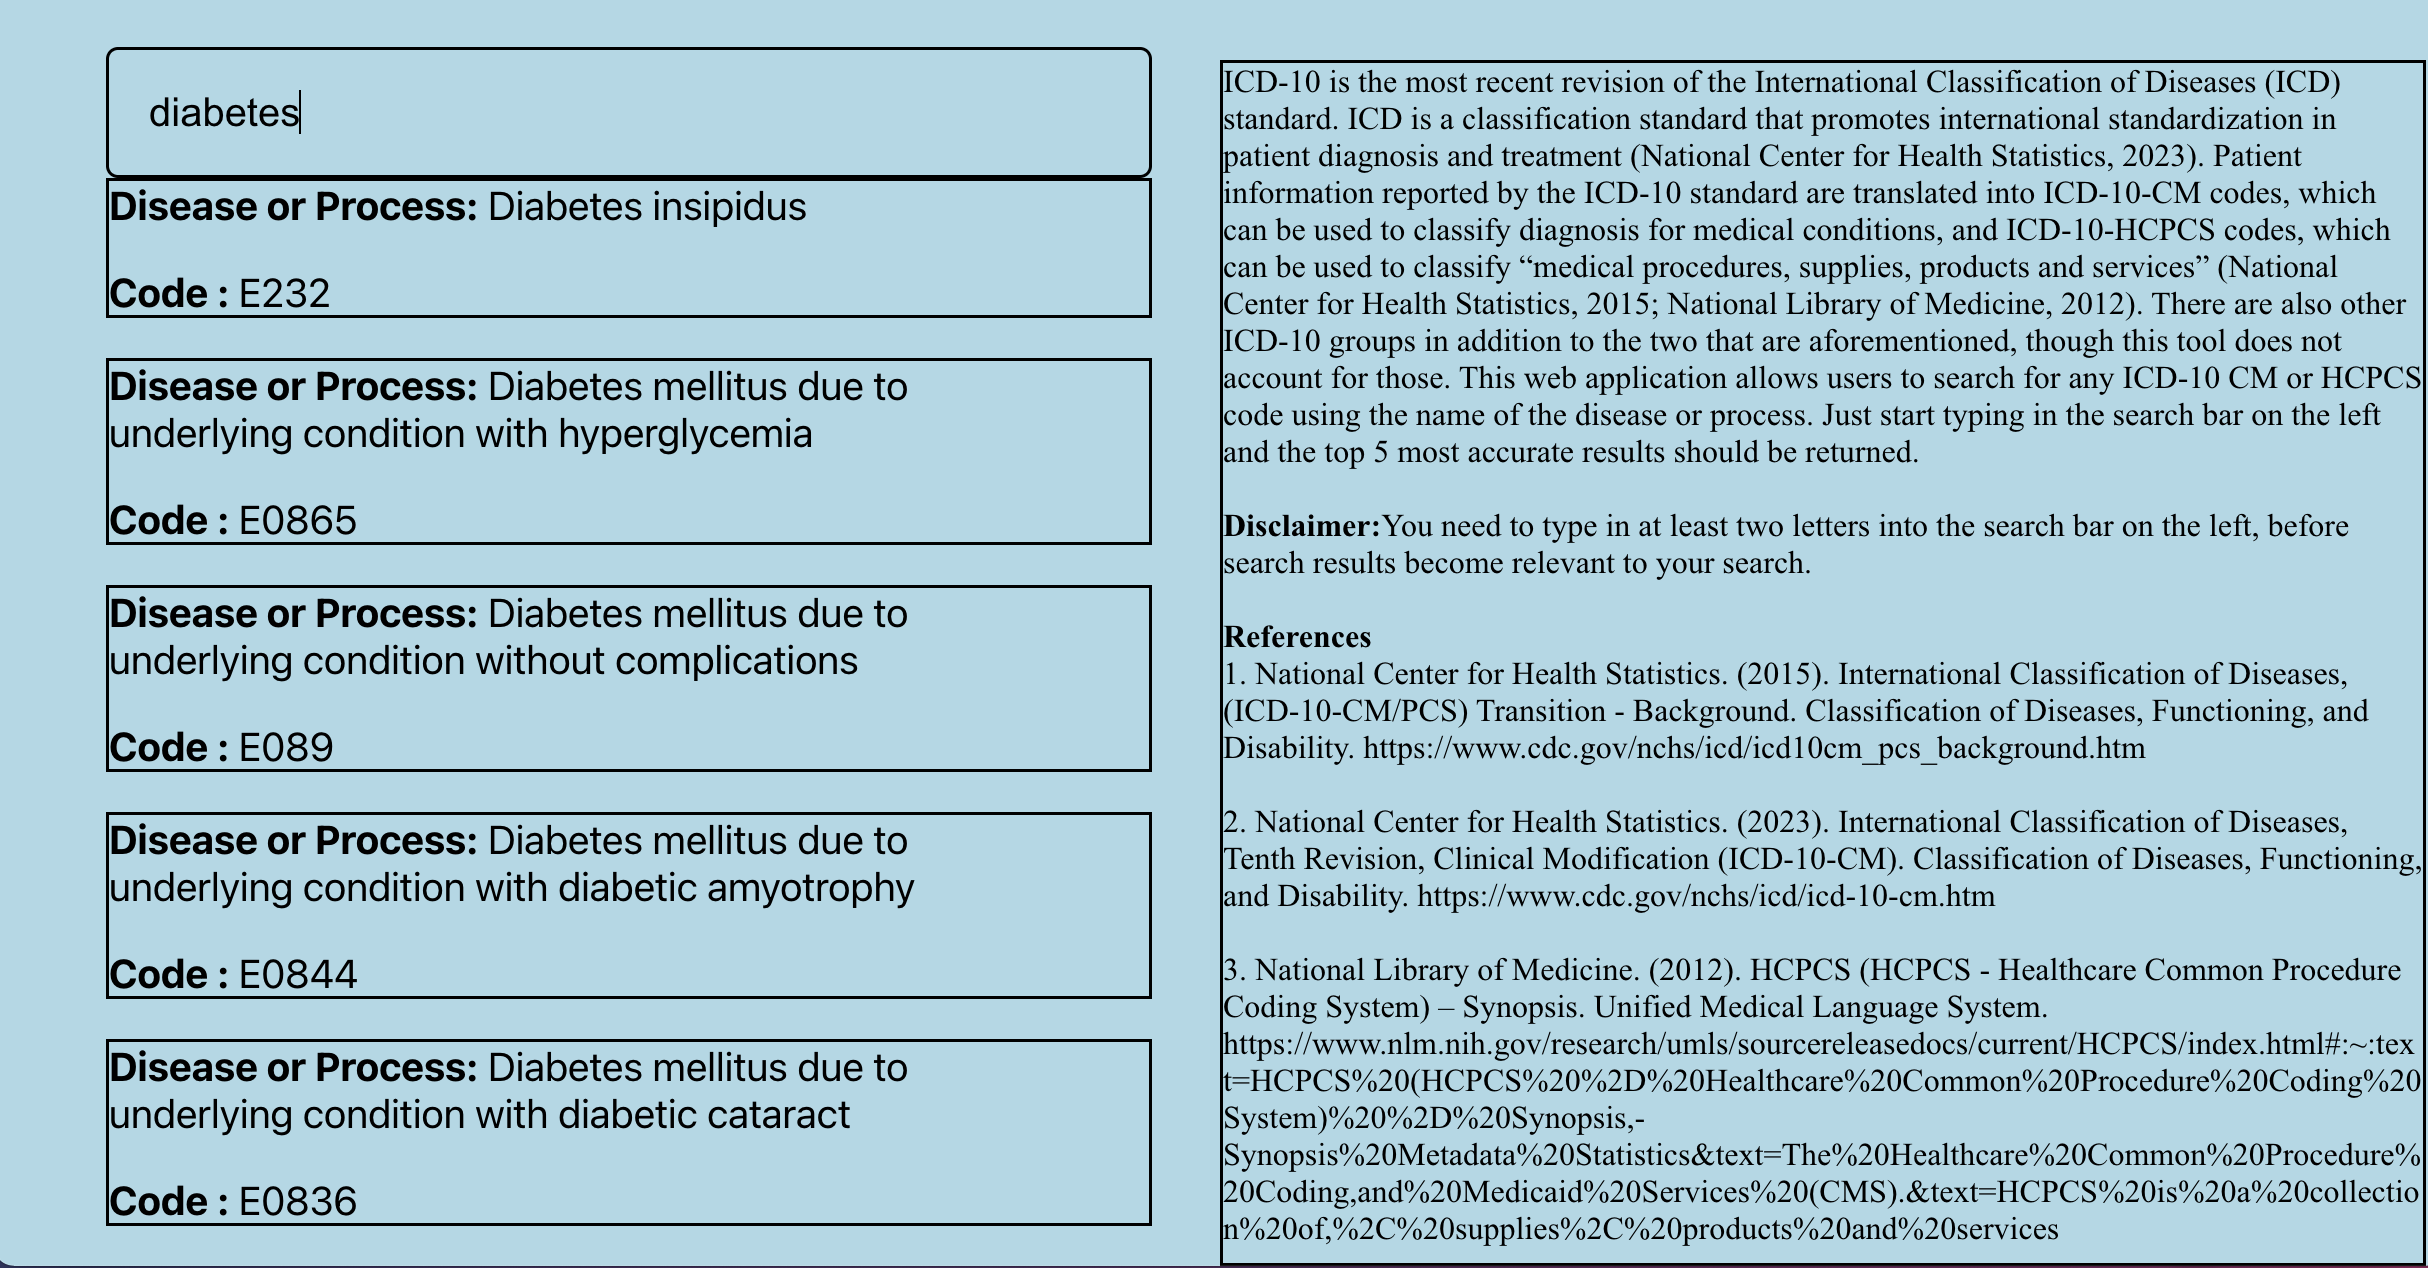 diabetes
Disease or Process: Diabetes insipidus
Code : E232
Disease or Process: Diabetes mellitus due to
underlying condition with hyperglycemia
Code : E0865
Disease or Process: Diabetes mellitus due to
underlying condition without complications
Code : E089
Disease or Process: Diabetes mellitus due to
underlying condition with diabetic amyotrophy
Code : E0844
Disease or Process: Diabetes mellitus due to
underlying condition with diabetic cataract
Code : E0836
ICD-10 is the most recent revision of the International Classification of Diseases (ICD)
standard. ICD is a classification standard that promotes international standardization in
patient diagnosis and treatment (National Center for Health Statistics, 2023). Patient
information reported by the ICD-10 standard are translated into ICD-10-CM codes, which
can be used to classify diagnosis for medical conditions, and ICD-10-HCPCS codes, which
can be used to classify “medical procedures, supplies, products and services” (National
Center for Health Statistics, 2015; National Library of Medicine, 2012). There are also other
ICD-10 groups in addition to the two that are aforementioned, though this tool does not
account for those. This web application allows users to search for any ICD-10 CM or HCPCS
code using the name of the disease or process. Just start typing in the search bar on the left
and the top 5 most accurate results should be returned.
Disclaimer:You need to type in at least two letters into the search bar on the left, before
search results become relevant to your search.
References
1. National Center for Health Statistics. (2015). International Classification of Diseases,
(ICD-10-CM/PCS) Transition - Background. Classification of Diseases, Functioning, and
Disability. https://www.cdc.gov/nchs/icd/icd10cm_pcs_background.htm
2. National Center for Health Statistics. (2023). International Classification of Diseases,
Tenth Revision, Clinical Modification (ICD-10-CM). Classification of Diseases, Functioning,
and Disability. https://www.cdc.gov/nchs/icd/icd-10-cm.htm
3. National Library of Medicine. (2012). HCPCS (HCPCS - Healthcare Common Procedure
Coding System) – Synopsis. Unified Medical Language System.
https://www.nlm.nih.gov/research/umls/sourcereleasedocs/current/HCPCS/index.html#:~:tex
t=HCPCS%20(HCPCS%20%2D%20Healthcare%20Common%20Procedure%20Coding%20
System)%20%2D%20Synopsis,-
Synopsis%20Metadata%20Statistics&text=The%20Healthcare%20Common%20Procedure%
20Coding,and%20Medicaid%20Services%20(CMS).&text=HCPCS%20is%20a%20collectio
n%20of,%2C%20supplies%2C%20products%20and%20services